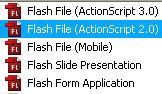 Flash File (ActionScript 3.0)
Flash File (ActionScript 2.0)
Flash File (Mobile)
Flash Slide Presentation
Flash Form Application